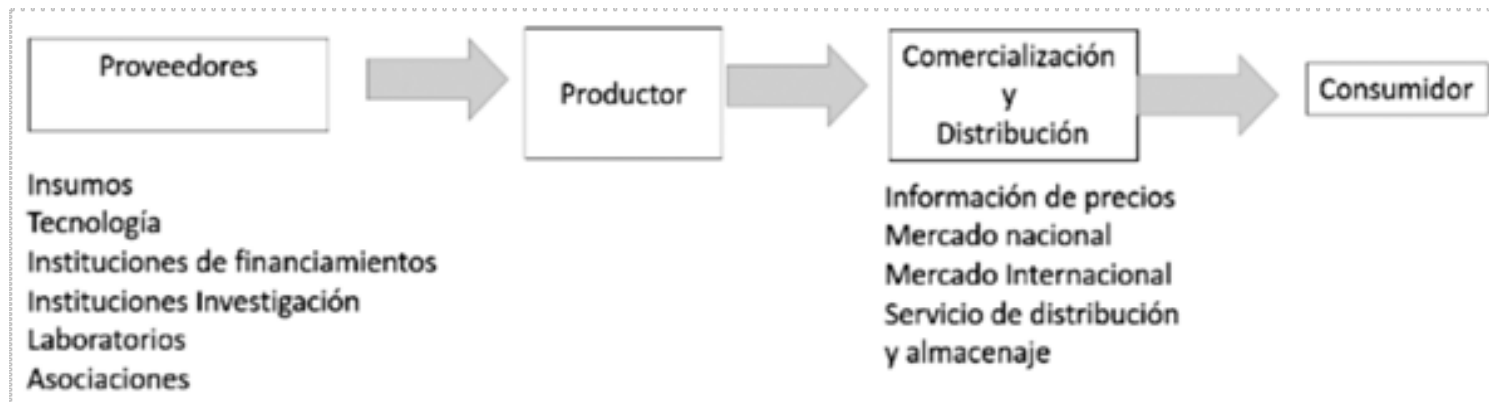 Proveedores
Productor
Comercialización
y
Distribución
Consumidor
Insumos
Tecnología
Instituciones de financiamientos
Instituciones Investigación
Laboratorios
Asociaciones
Información de precios
Mercado nacional
Mercado Internacional
Servicio de distribución
y almacenaje